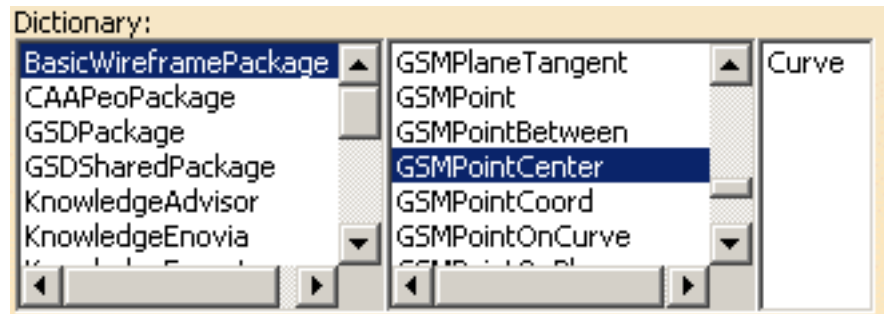 Dictionary:
BasicWireframePackage
CAAPeoPackage
GSDPackage
GSDSharedPackage
KnowledgeAdvisor
KnowledgeEnovia
GSMPlaneTangent
GSMPoint
GSMPointBetween
GSMPointCenter
GSMPointCoord
GSMPointOnCurve
Curve